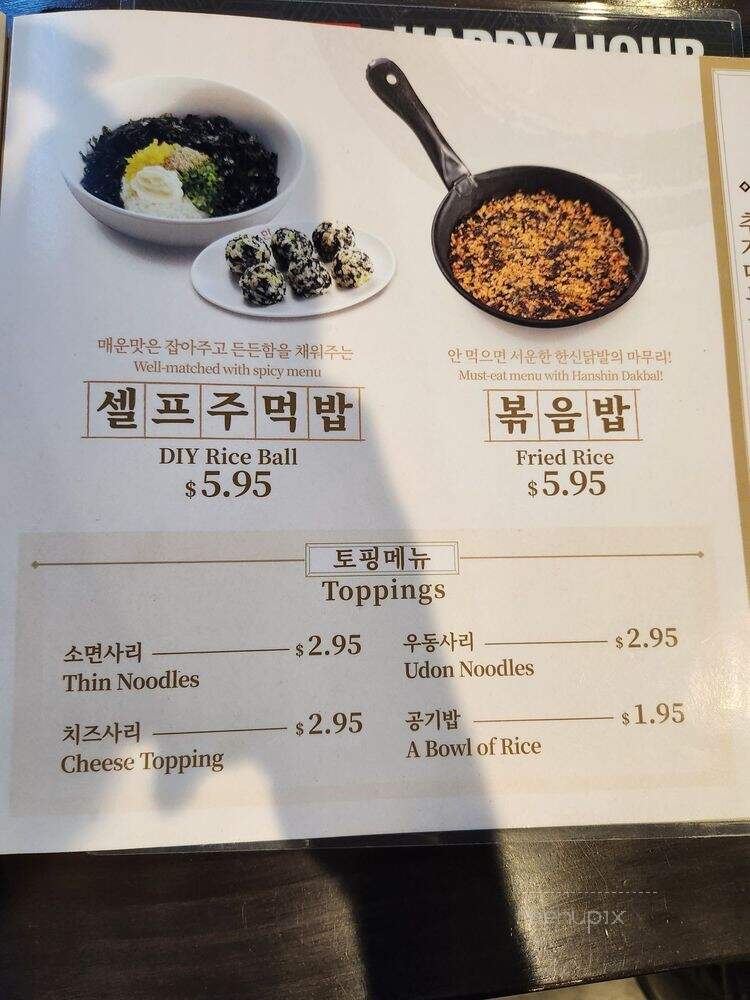 HAPPY HOUR
매운맛은 잡아주고 든든함을 채워주는
Well-matched with spicy menu
셀프주먹밥
DIY Rice Ball
$5.95
안 먹으면 서운한 한신닭발의 마무리!
Must-eat menu with Hanshin Dakbal!
볶음밥
Fried Rice
$5.95
토핑메뉴
Toppings
소면사리 $2.95
Thin Noodles
우동사리 $2.95
Udon Noodles
치즈사리 $2.95
Cheese Topping
공기밥 $1.95
A Bowl of Rice